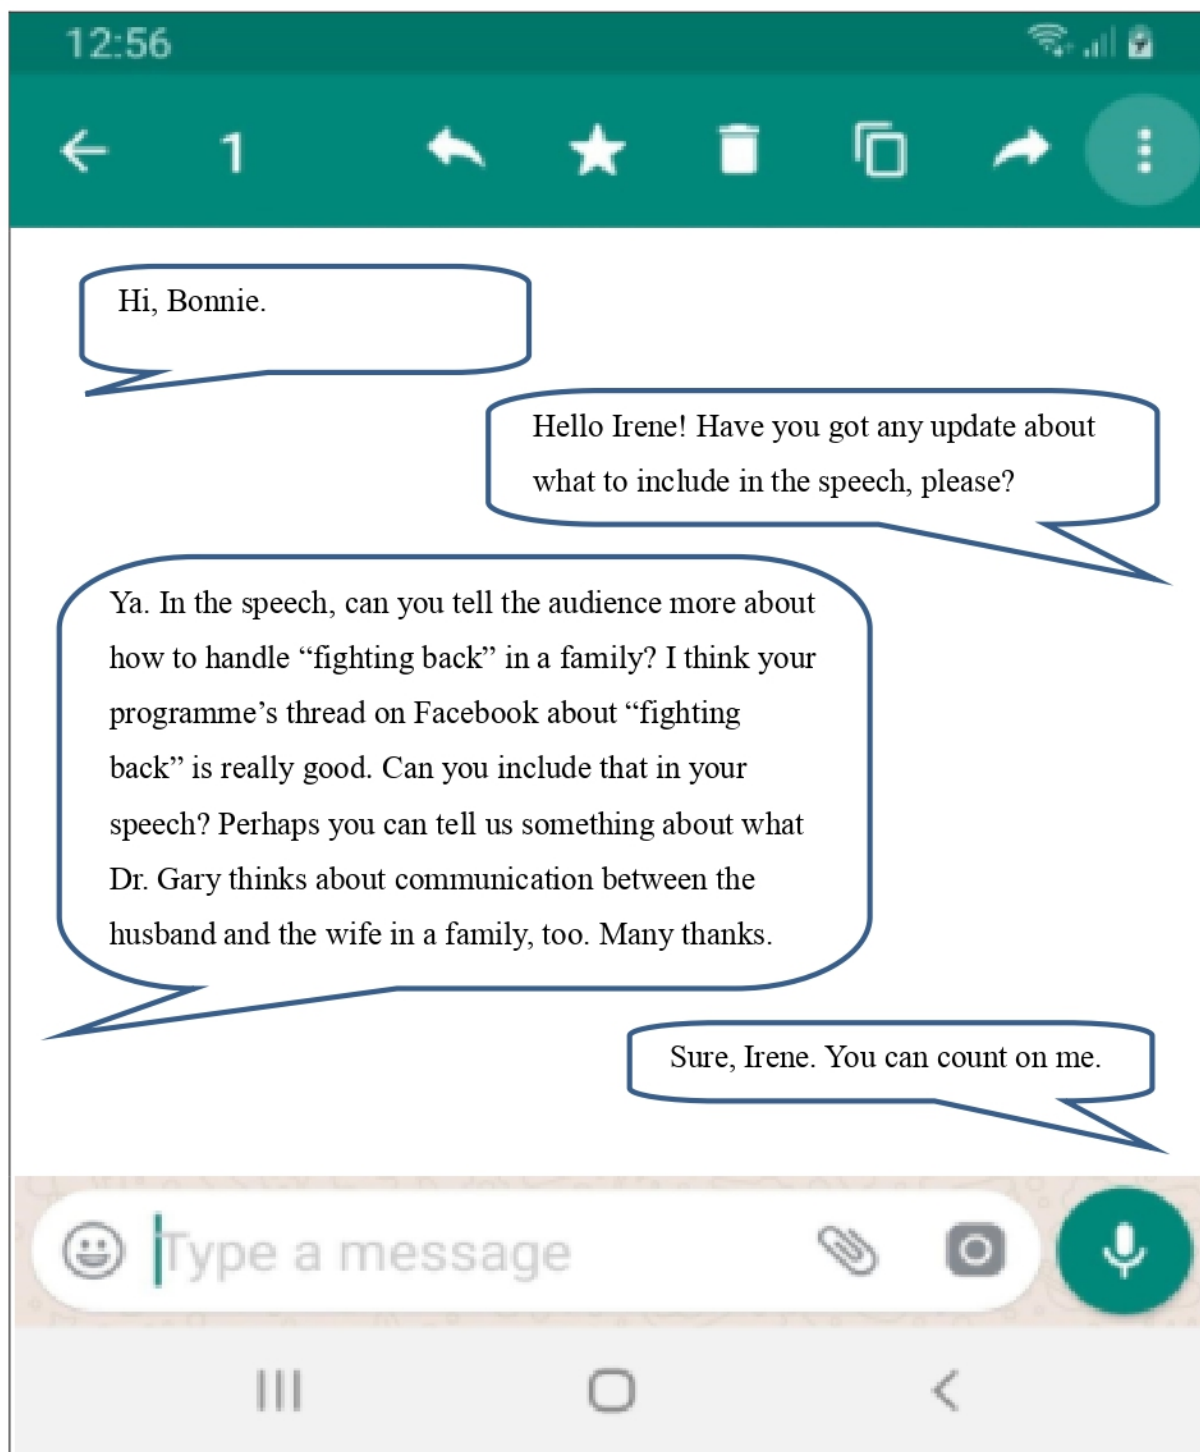 12:56
1
Hi, Bonnie.
Hello Irene! Have you got any update about
what to include in the speech, please?
Ya. In the speech, can you tell the audience more about
how to handle “fighting back” in a family? I think your
programme’s thread on Facebook about “fighting
back” is really good. Can you include that in your
speech? Perhaps you can tell us something about what
Dr. Gary thinks about communication between the
husband and the wife in a family, too. Many thanks.
Sure, Irene. You can count on me.
Type a message